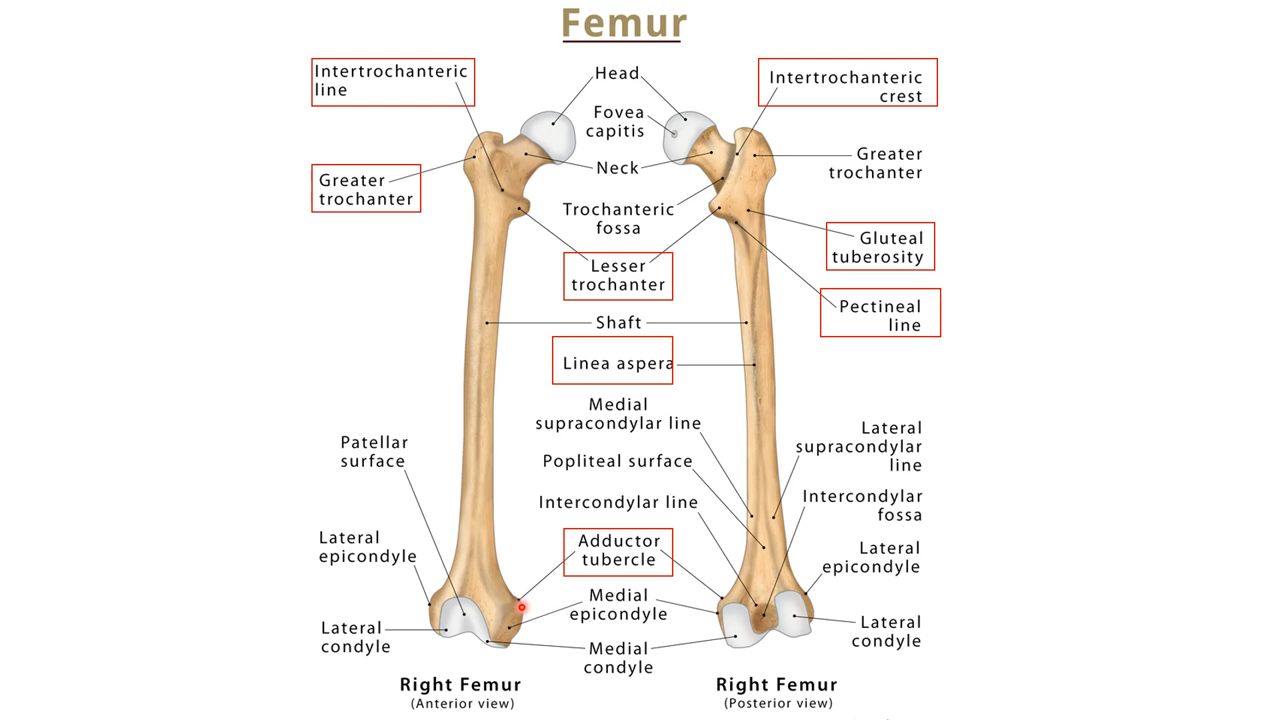 Femur
Intertrochanteric
line
Head
Intertrochanteric
crest
Fovea
capitis
Greater
trochanter
Neck
Greater
trochanter
Trochanteric
fossa
Gluteal
tuberosity
Lesser
trochanter
Pectineal
line
Shaft
Linea aspera
Medial
supracondylar line
Patellar
surface
Lateral
supracondylar
line
Popliteal surface
Intercondylar line
Intercondylar
fossa
Lateral
epicondyle
Adductor
tubercle
Lateral
epicondyle
Medial
epicondyle
Lateral
condyle
Medial
condyle
Lateral
condyle
Right Femur
(Anterior view)
Right Femur
(Posterior view)